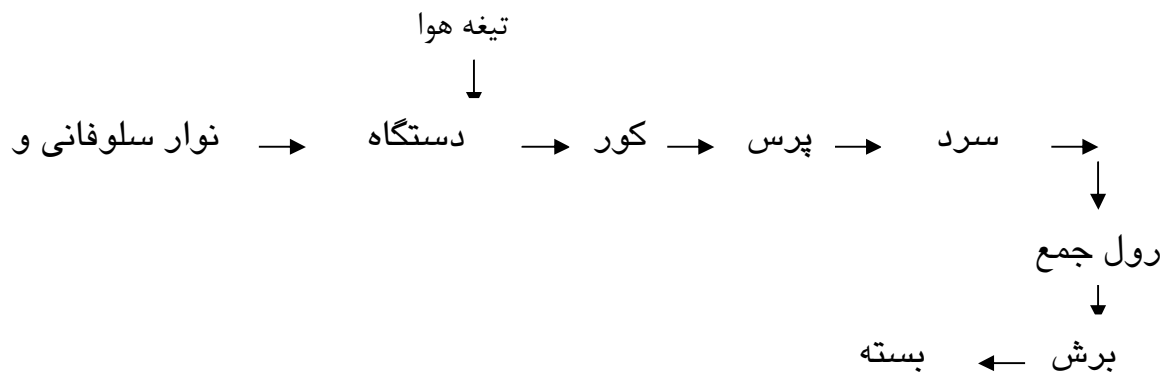 تیغه هوا
نوار سلوفانی و
دستگاه
کور
پرس
سرد
رول جمع
برش
بسته